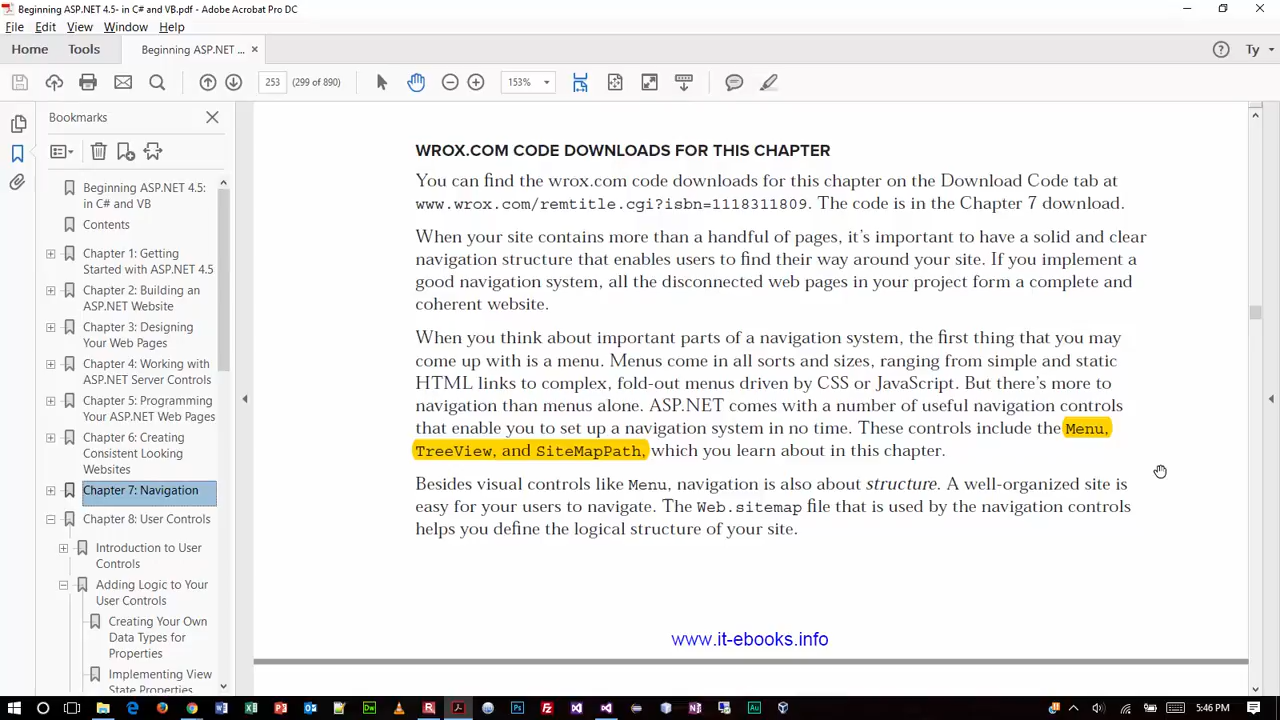 Beginning ASP.NET 4.5- in C# and VB.pdf - Adobe Acrobat Pro DC
File Edit View Window Help
Home Tools Beginning ASP.NET ... × Ty
253 (299 of 890) 153%
Bookmarks
Beginning ASP.NET 4.5:
in C# and VB
Contents
Chapter 1: Getting
Started with ASP.NET 4.5
Chapter 2: Building an
ASP.NET Website
Chapter 3: Designing
Your Web Pages
Chapter 4: Working with
ASP.NET Server Controls
Chapter 5: Programming
Your ASP.NET Web Pages
Chapter 6: Creating
Consistent Looking
Websites
Chapter 7: Navigation
Chapter 8: User Controls
Introduction to User
Controls
Adding Logic to Your
User Controls
Creating Your Own
Data Types for
Properties
Implementing View
State Properties
WROX.COM CODE DOWNLOADS FOR THIS CHAPTER
You can find the wrox.com code downloads for this chapter on the Download Code tab at
www.wrox.com/remtitle.cgi?isbn=1118311809. The code is in the Chapter 7 download.
When your site contains more than a handful of pages, it's important to have a solid and clear
navigation structure that enables users to find their way around your site. If you implement a
good navigation system, all the disconnected web pages in your project form a complete and
coherent website.
When you think about important parts of a navigation system, the first thing that you may
come up with is a menu. Menus come in all sorts and sizes, ranging from simple and static
HTML links to complex, fold-out menus driven by CSS or JavaScript. But there's more to
navigation than menus alone. ASP.NET comes with a number of useful navigation controls
that enable you to set up a navigation system in no time. These controls include the Menu,
TreeView, and SiteMapPath, which you learn about in this chapter.
Besides visual controls like Menu, navigation is also about structure. A well-organized site is
easy for your users to navigate. The Web.sitemap file that is used by the navigation controls
helps you define the logical structure of your site.
www.it-ebooks.info
5:46 PM